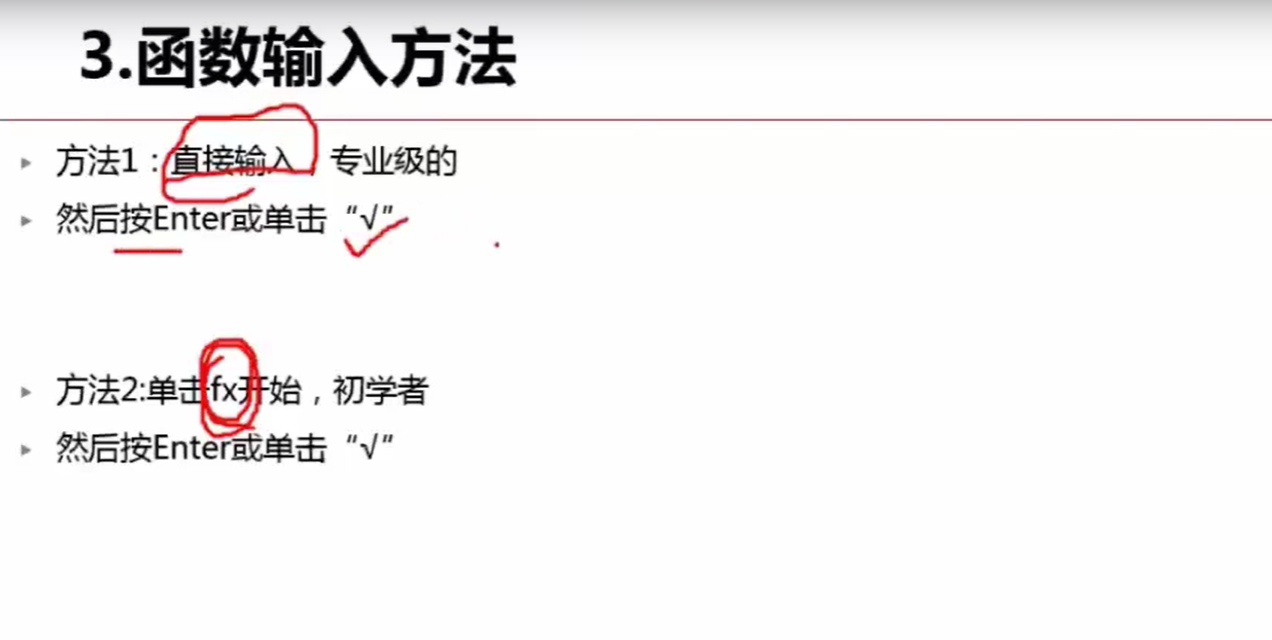 3.函数输入方法
方法1：直接输入，专业级的
然后按Enter或单击“√”
方法2:单击fx开始，初学者
然后按Enter或单击“√”